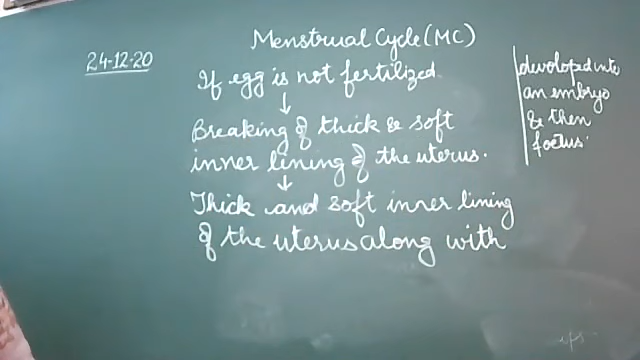 Menstrual Cycle (MC)
24-12-20
If egg is not fertilized
↓
Breaking of thick & soft
inner lining of the uterus.
↓
Thick and soft inner lining
of the uterus along with
developed into
an embryo
& then
foetus.